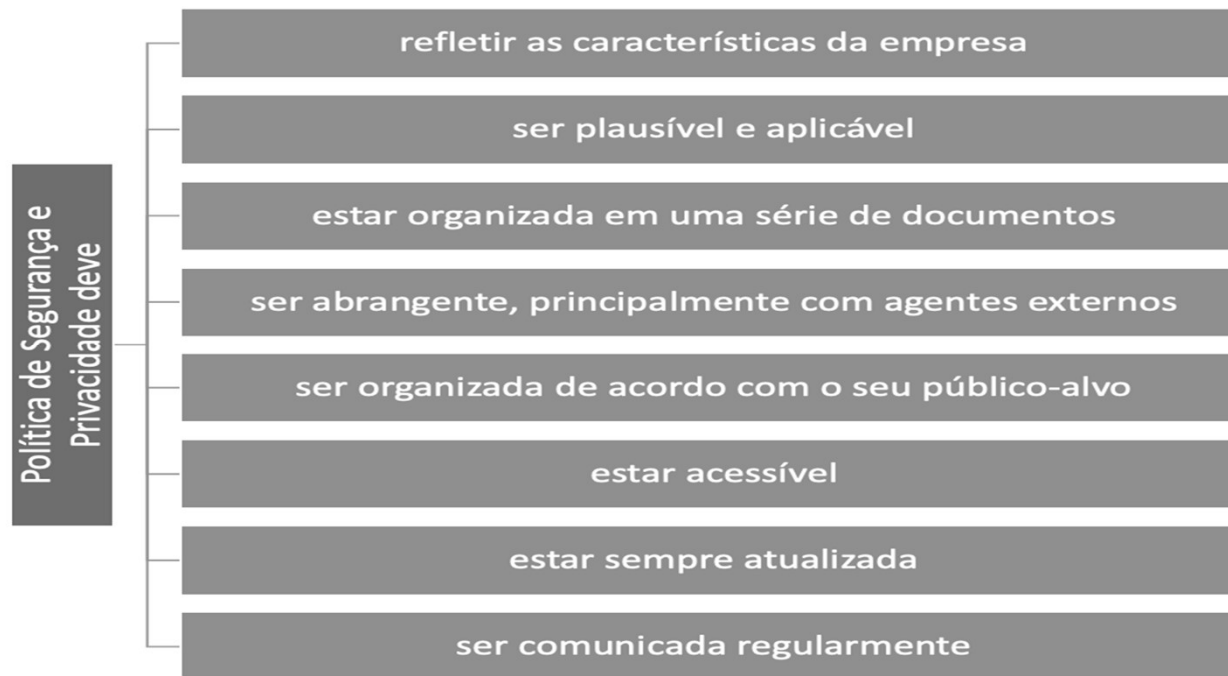 Política de Segurança e
Privacidade deve
refletir as características da empresa
ser plausível e aplicável
estar organizada em uma série de documentos
ser abrangente, principalmente com agentes externos
ser organizada de acordo com o seu público-alvo
estar acessível
estar sempre atualizada
ser comunicada regularmente